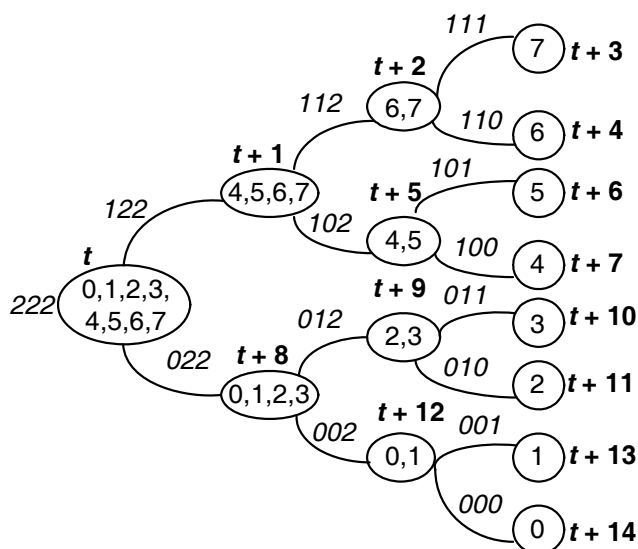 111
7 t + 3
t + 2
112
6,7
110
6 t + 4
t + 1
4,5,6,7
t + 5
101
5 t + 6
122
102
4,5
100
4 t + 7
t
222
0,1,2,3,
4,5,6,7
t + 9
011
3 t + 10
012
2,3
022
t + 8
010
2 t + 11
0,1,2,3
t + 12
001
002
0,1
1 t + 13
000
0 t + 14